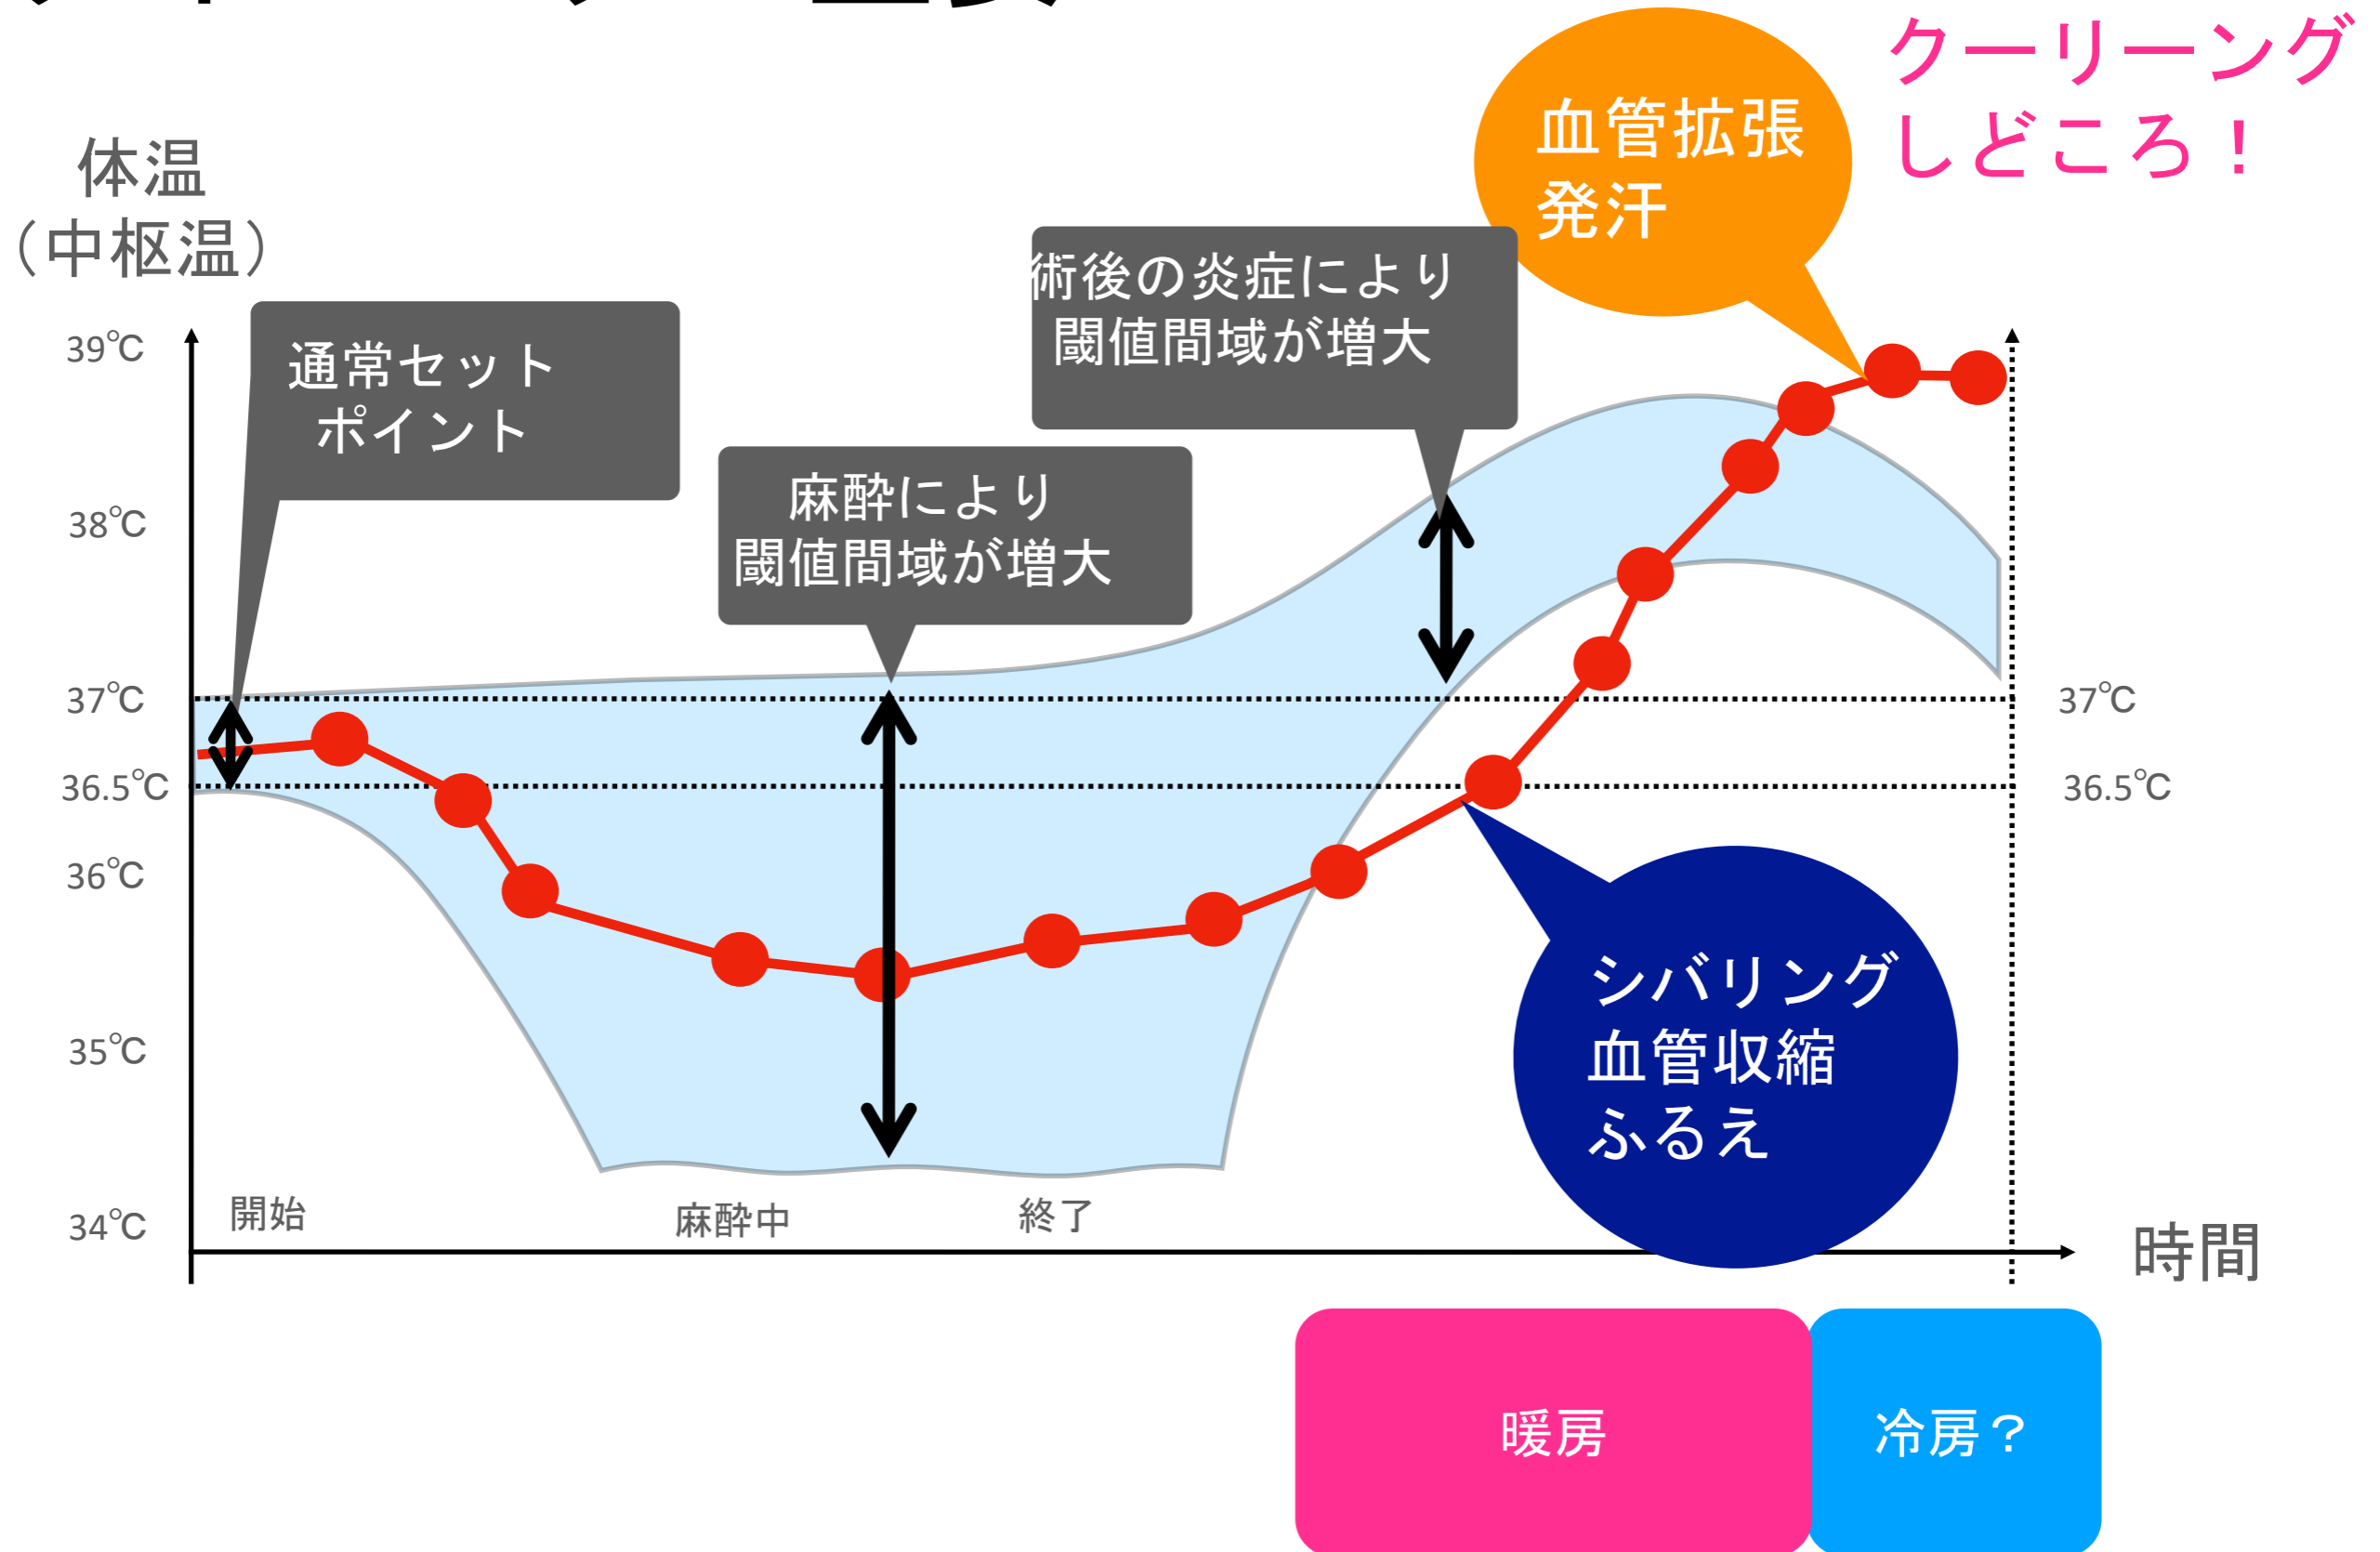 クーリング
しどころ！
血管拡張
発汗
体温
（中枢温）
術後の炎症により
閾値間域が増大
通常セット
ポイント
麻酔により
閾値間域が増大
39℃
38℃
37℃
36.5℃
36℃
35℃
34℃
37℃
36.5℃
シバリング
血管収縮
ふるえ
開始
麻酔中
終了
時間
暖房
冷房？